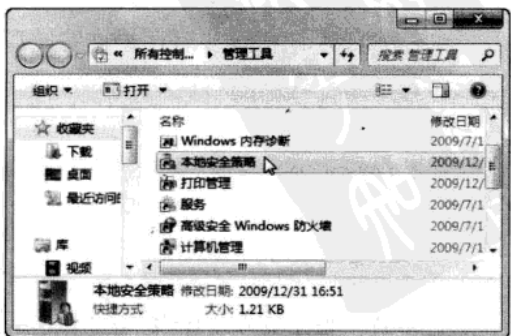 « 所有控制... ▸ 管理工具
搜索 管理工具
组织 打开
收藏夹
下载
桌面
最近访问的
库
视频
名称 修改日期
Windows 内存诊断 2009/7/1
本地安全策略 2009/12/
打印管理 2009/12/
服务 2009/7/1
高级安全 Windows 防火墙 2009/7/1
计算机管理 2009/7/1
本地安全策略 修改日期: 2009/12/31 16:51
快捷方式 大小: 1.21 KB